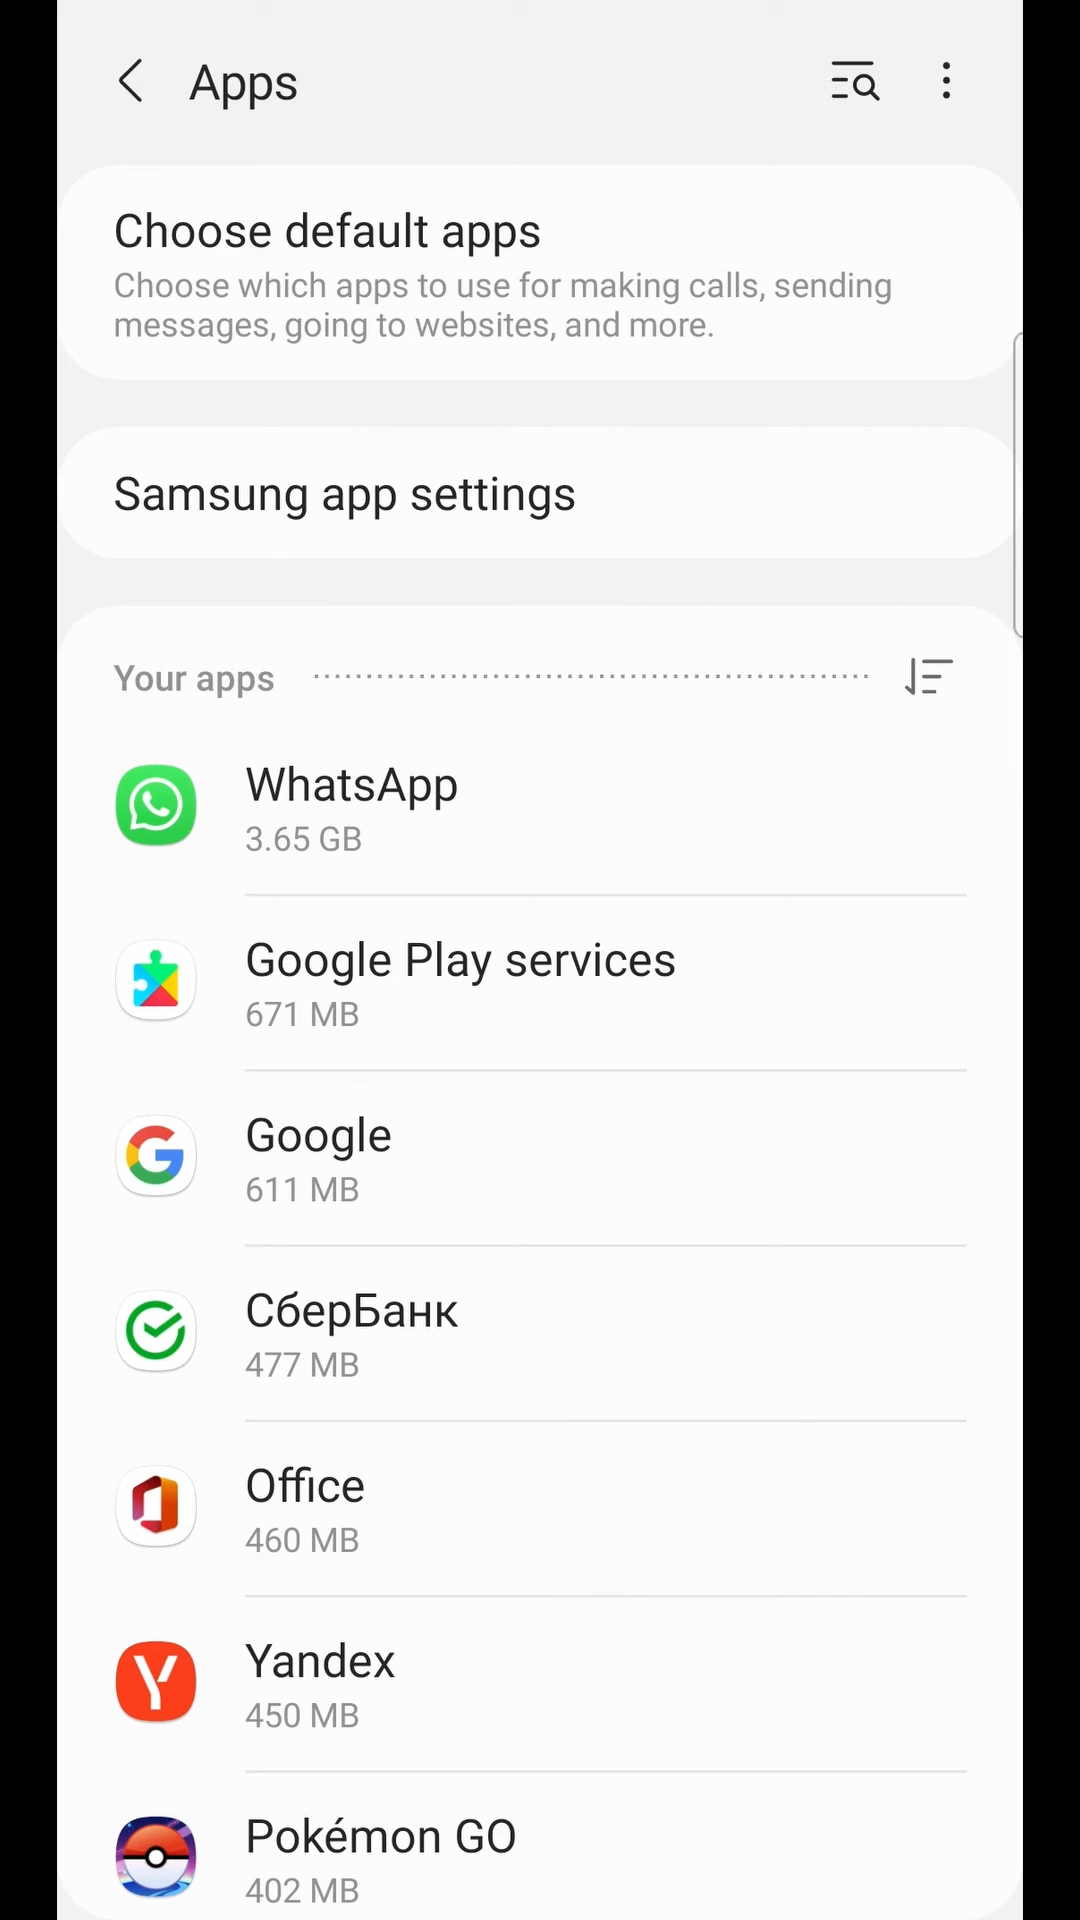 Apps
Choose default apps
Choose which apps to use for making calls, sending
messages, going to websites, and more.
Samsung app settings
Your apps
WhatsApp
3.65 GB
Google Play services
671 MB
Google
611 MB
СберБанк
477 MB
Office
460 MB
Yandex
450 MB
Pokémon GO
402 MB